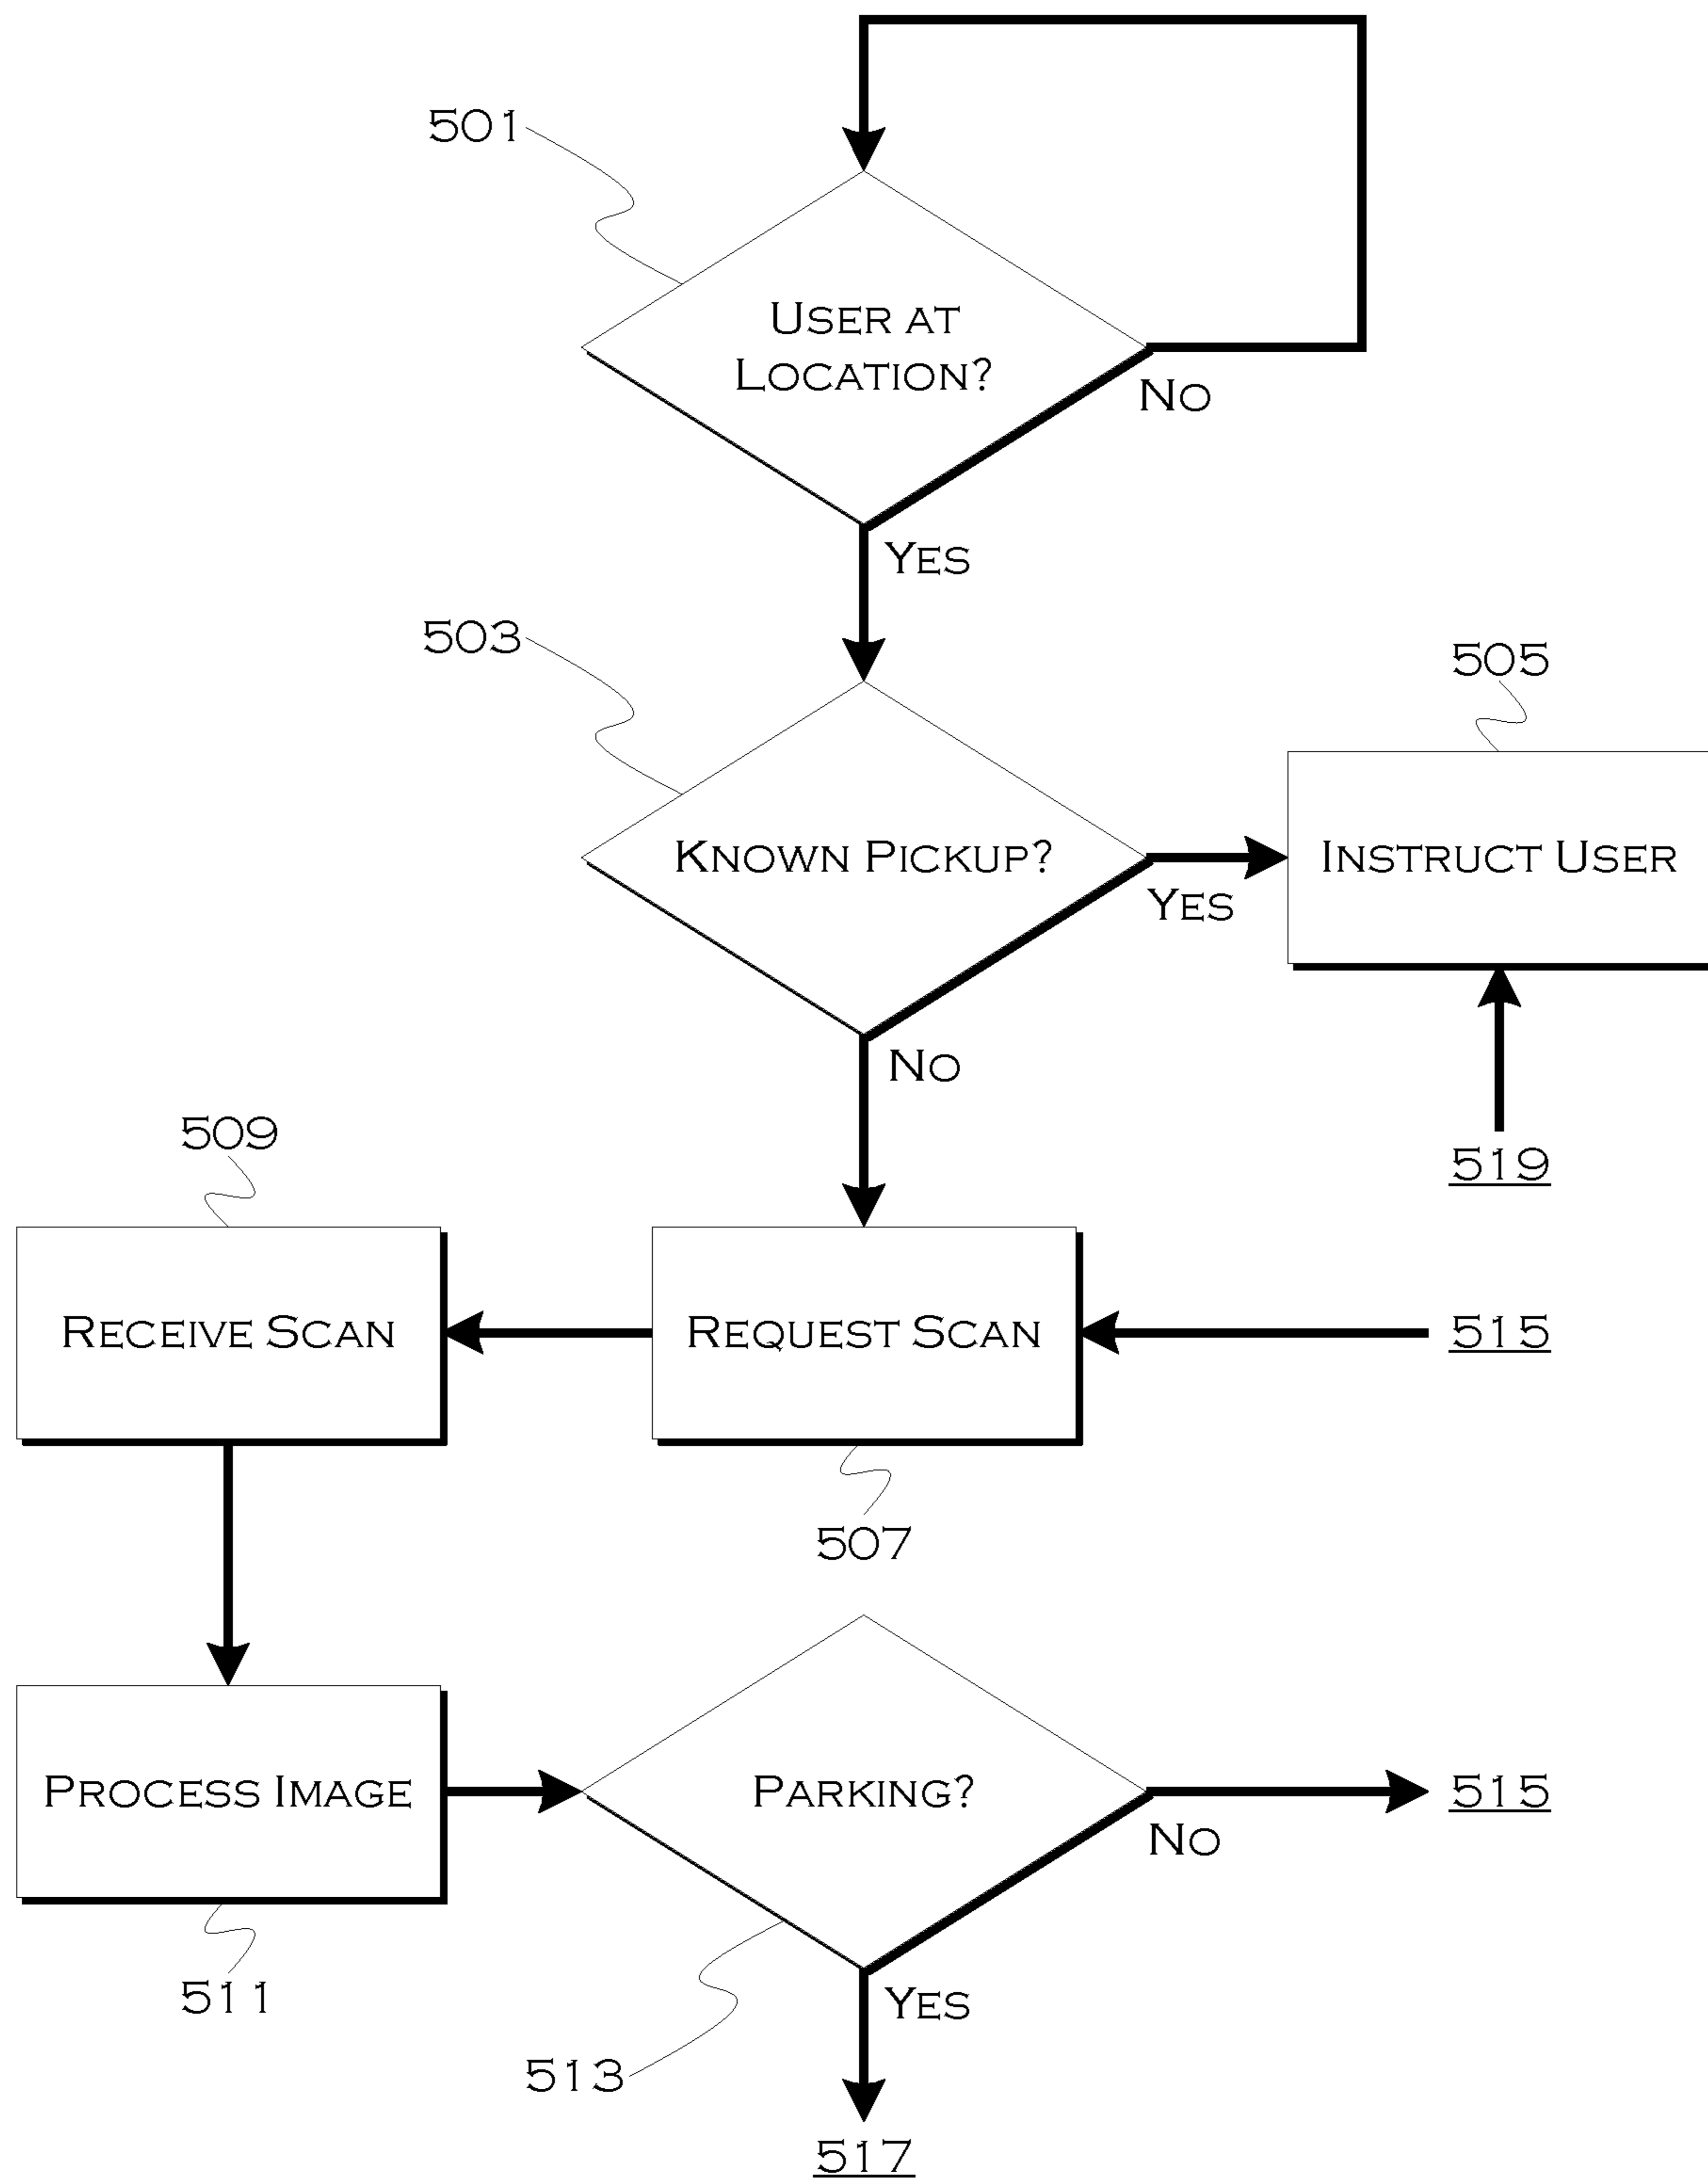 501
User at
Location?
No
Yes
503
505
Known Pickup?
Instruct User
Yes
No
509
519
Receive Scan
Request Scan
515
507
Process Image
Parking?
515
No
511
Yes
513
517